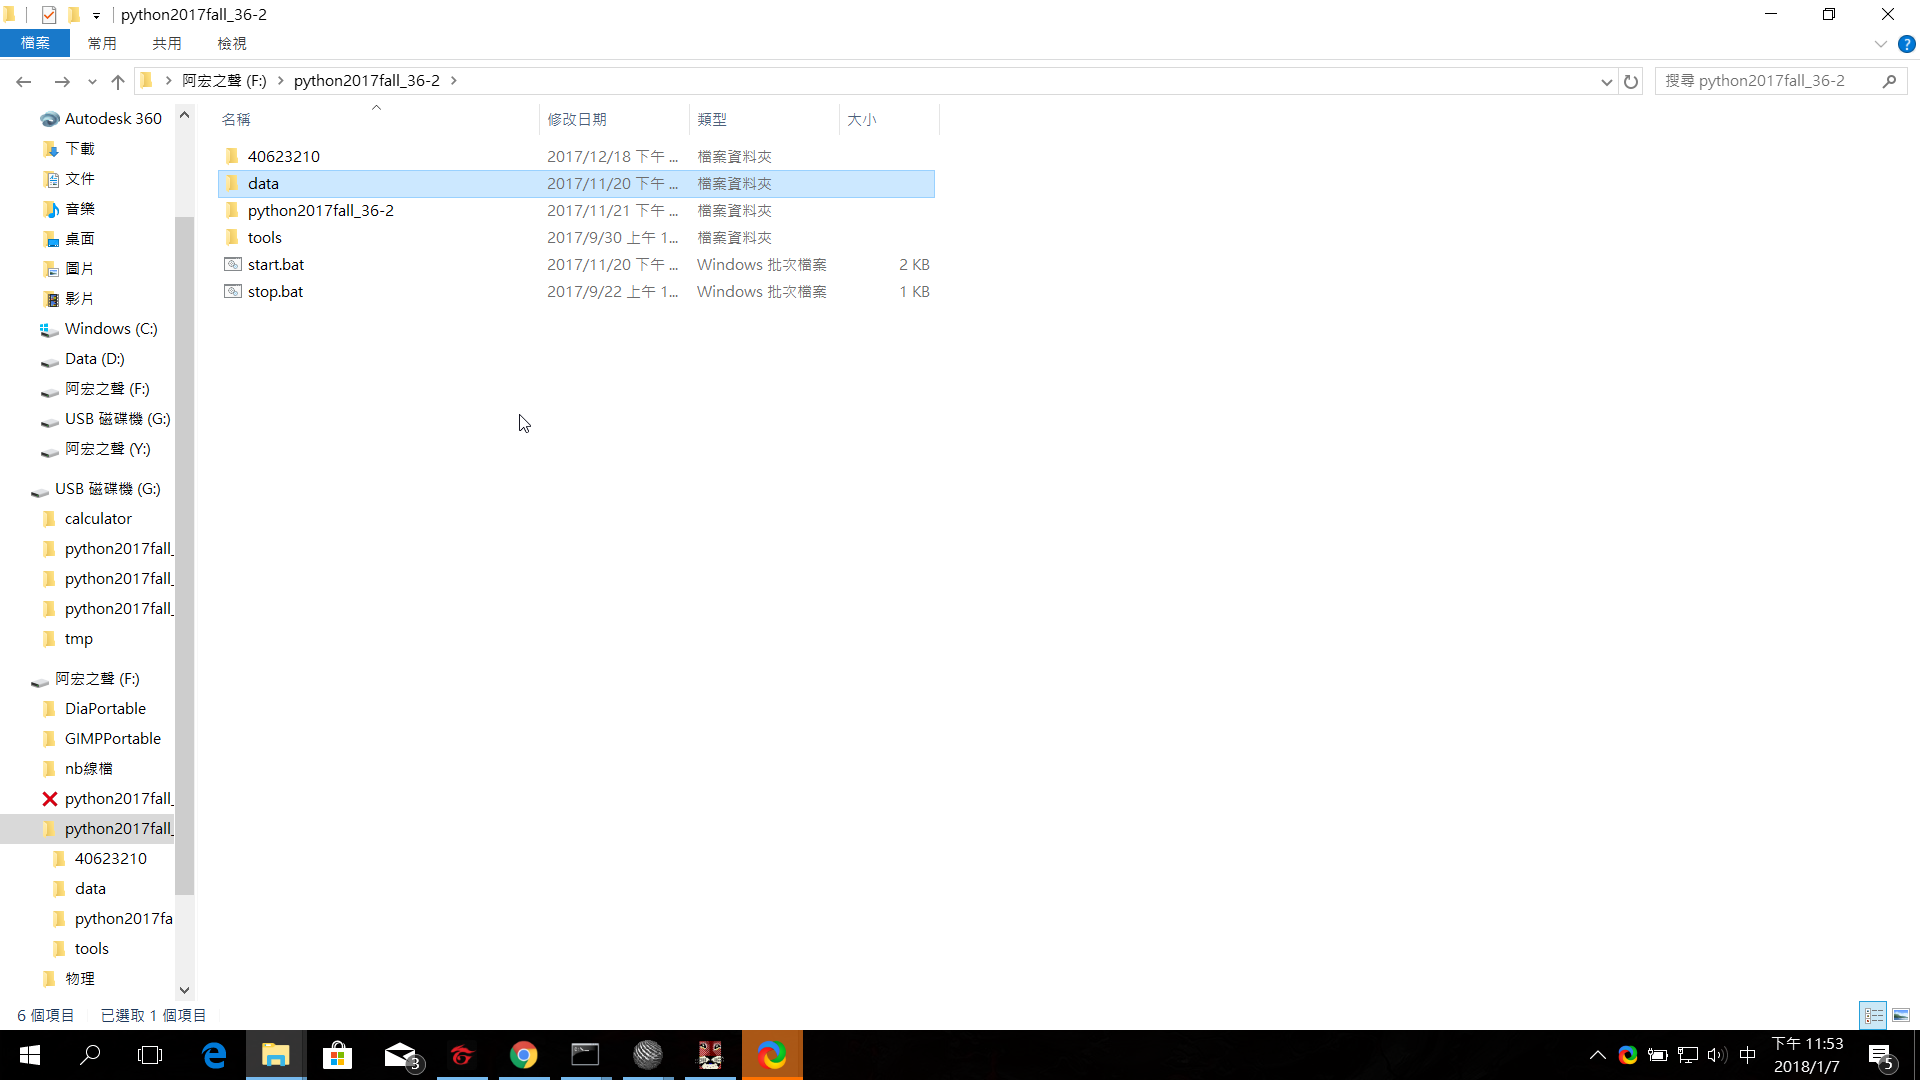 python2017fall_36-2
檔案 常用 共用 檢視
阿宏之聲 (F:) python2017fall_36-2
搜尋 python2017fall_36-2
名稱 修改日期 類型 大小
40623210 2017/12/18 下午 ... 檔案資料夾
data 2017/11/20 下午 ... 檔案資料夾
python2017fall_36-2 2017/11/21 下午 ... 檔案資料夾
tools 2017/9/30 上午 1... 檔案資料夾
start.bat 2017/11/20 下午 ... Windows 批次檔案 2 KB
stop.bat 2017/9/22 上午 1... Windows 批次檔案 1 KB
Autodesk 360
下載
文件
音樂
桌面
圖片
影片
Windows (C:)
Data (D:)
阿宏之聲 (F:)
USB 磁碟機 (G:)
阿宏之聲 (Y:)
USB 磁碟機 (G:)
calculator
python2017fall_
python2017fall_
python2017fall_
tmp
阿宏之聲 (F:)
DiaPortable
GIMPPortable
nb線檔
python2017fall_
python2017fall_
40623210
data
python2017fa
tools
物理
6 個項目 已選取 1 個項目
3
中
下午 11:53
2018/1/7
5